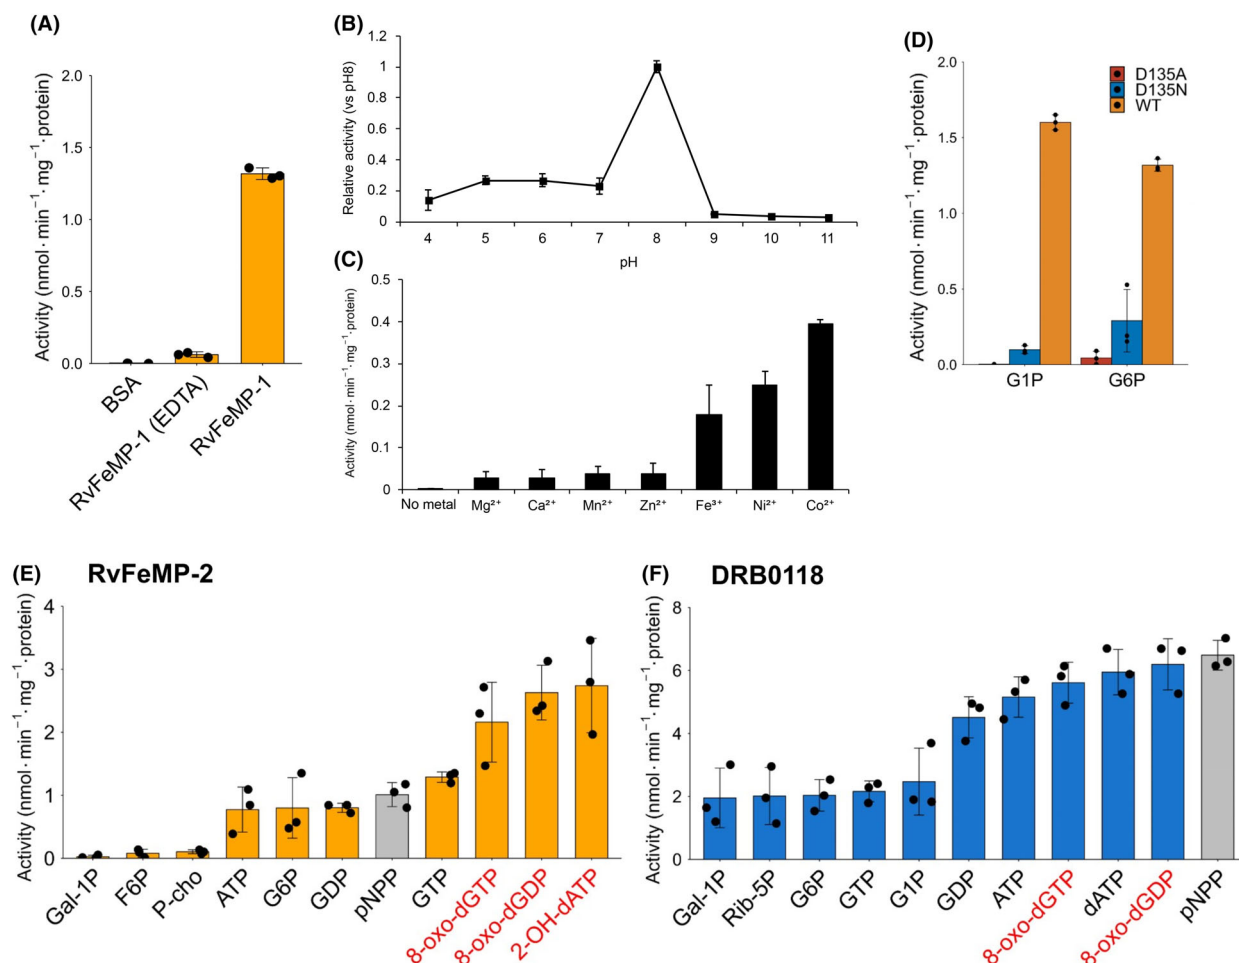 (A)
Activity (nmol· min⁻¹· mg⁻¹·protein)
2.0
1.5
1.0
0.5
0.0
BSA
RvFeMP-1 (EDTA)
RvFeMP-1
(B)
Relative activity (vs pH8)
1.2
1
0.8
0.6
0.4
0.2
0
4 5 6 7 8 9 10 11
pH
(C)
Activity (nmol·min⁻¹·mg⁻¹·protein)
0.5
0.4
0.3
0.2
0.1
0
No metal Mg²⁺ Ca²⁺ Mn²⁺ Zn²⁺ Fe³⁺ Ni²⁺ Co²⁺
(D)
Activity (nmol· min⁻¹· mg⁻¹·protein)
2.0
1.5
1.0
0.5
0.0
D135A
D135N
WT
G1P G6P
(E) RvFeMP-2
Activity (nmol· min⁻¹· mg⁻¹·protein)
4
3
2
1
0
Gal-1P
F6P
P-cho
ATP
G6P
GDP
pNPP
GTP
8-oxo-dGTP
8-oxo-dGDP
2-OH-dATP
(F) DRB0118
Activity (nmol· min⁻¹· mg⁻¹·protein)
8
6
4
2
0
Gal-1P
Rib-5P
G6P
GTP
G1P
GDP
ATP
8-oxo-dGTP
dATP
8-oxo-dGDP
pNPP